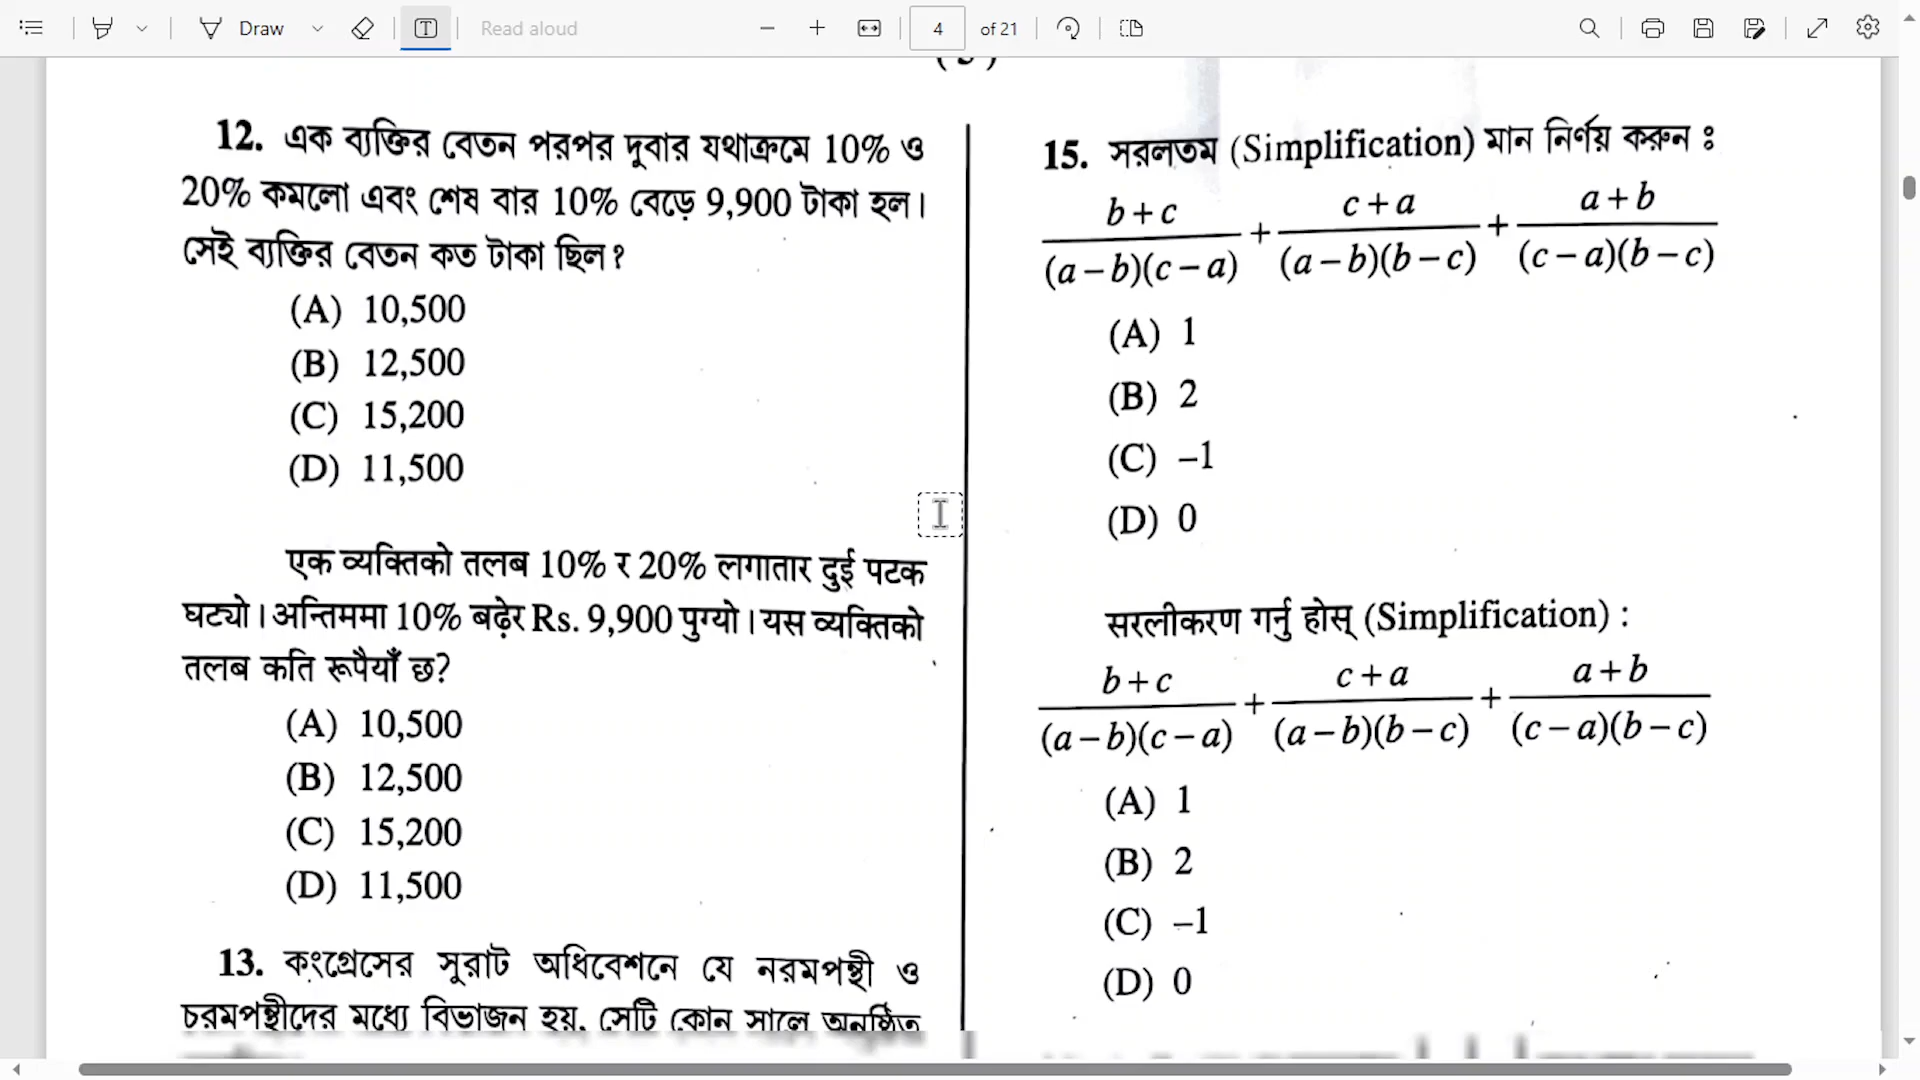 Draw
Read aloud
4
of 21
12. এক ব্যক্তির বেতন পরপর দুবার যথাক্রমে 10% ও
20% কমলো এবং শেষ বার 10% বেড়ে 9,900 টাকা হল।
সেই ব্যক্তির বেতন কত টাকা ছিল?
(A) 10,500
(B) 12,500
(C) 15,200
(D) 11,500
एक व्यक्तिको तलब 10% र 20% लगातार दुई पटक
घट्यो। अन्तिममा 10% बढ़ेर Rs. 9,900 पुग्यो। यस व्यक्तिको
तलब कति रूपैयाँ छ?
(A) 10,500
(B) 12,500
(C) 15,200
(D) 11,500
13. কংগ্রেসের সুরাট অধিবেশনে যে নরমপন্থী ও
চরমপন্থীদের মধ্যে বিভাজন হয়, সেটি কোন সালে অনুষ্ঠিত
15. সরলতম (Simplification) মান নির্ণয় করুন ঃ
b+c c+a a+b
(a−b)(c−a) + (a−b)(b−c) + (c−a)(b−c)
(A) 1
(B) 2
(C) –1
(D) 0
सरलीकरण गर्नु होस् (Simplification) :
b+c c+a a+b
(a−b)(c−a) + (a−b)(b−c) + (c−a)(b−c)
(A) 1
(B) 2
(C) –1
(D) 0